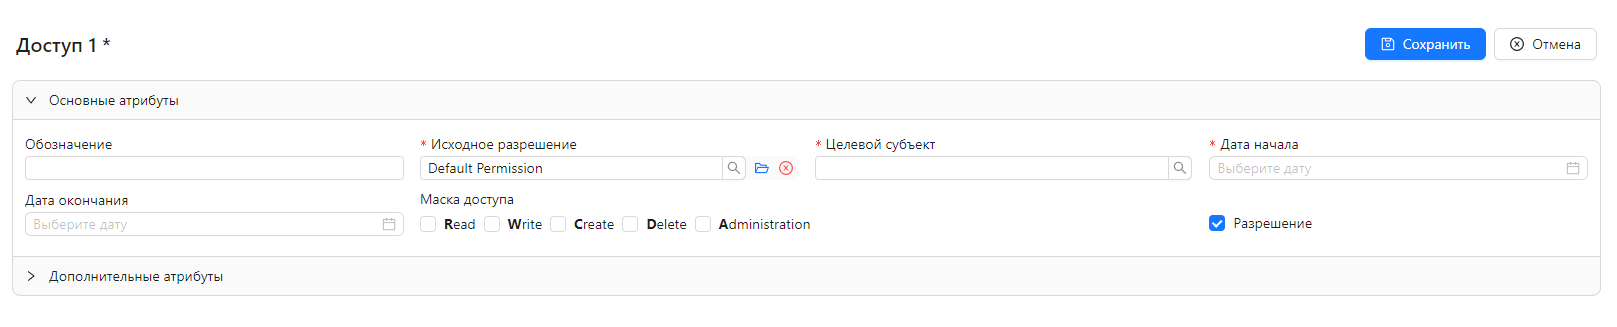 Доступ 1 *
Сохранить
Отмена
Основные атрибуты
Обозначение
* Исходное разрешение
* Целевой субъект
* Дата начала
Default Permission
Выберите дату
Дата окончания
Маска доступа
Выберите дату
Read
Write
Create
Delete
Administration
Разрешение
Дополнительные атрибуты